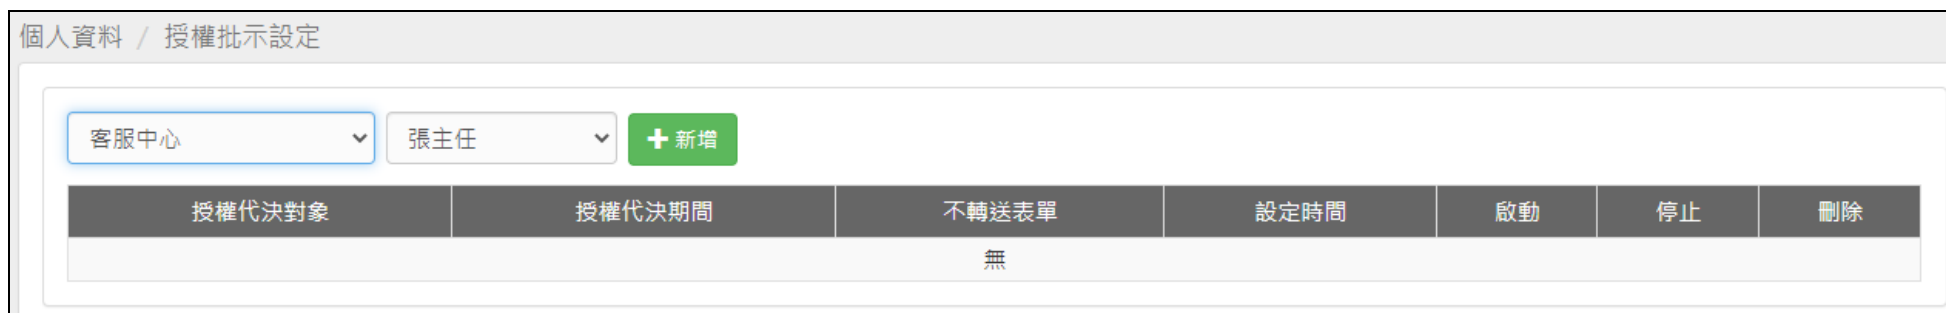 個人資料 / 授權批示設定
客服中心 張主任 新增
授權代決對象 授權代決期間 不轉送表單 設定時間 啟動 停止 刪除
無